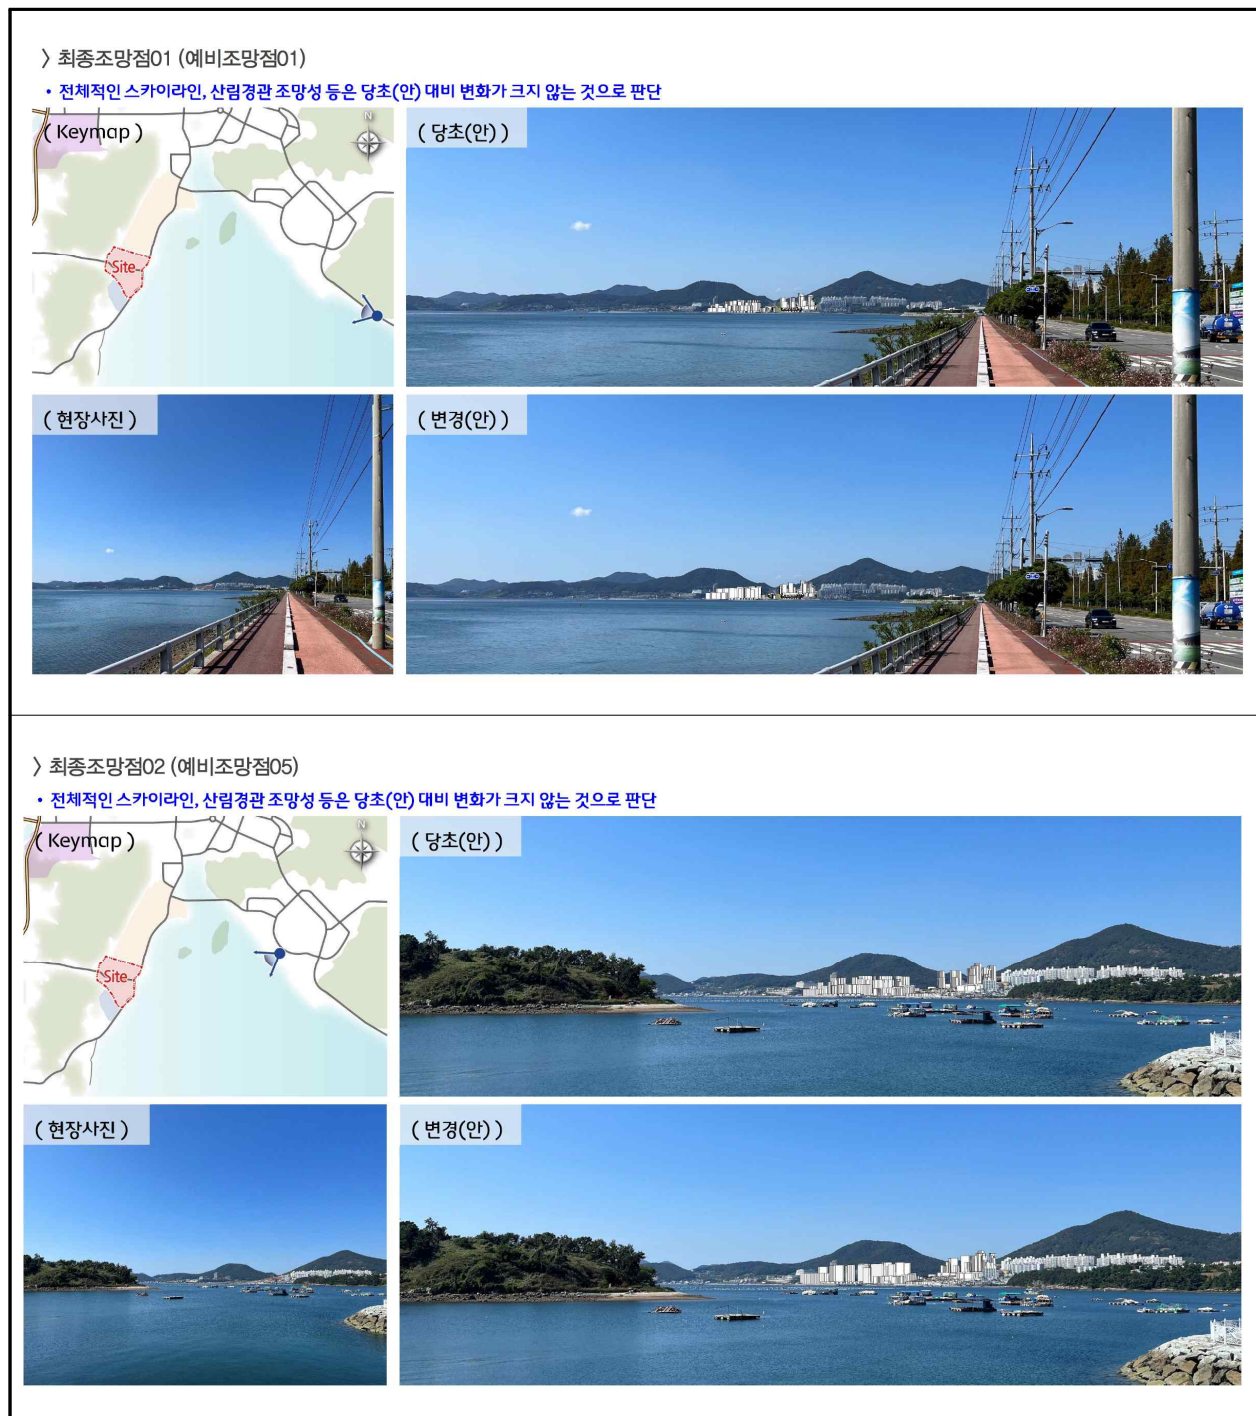 〉 최종조망점01 (예비조망점01)
• 전체적인 스카이라인, 산림경관 조망성 등은 당초(안) 대비 변화가 크지 않는 것으로 판단
( Keymap )
N
Site
( 당초(안) )
( 현장사진 )
( 변경(안) )
〉 최종조망점02 (예비조망점05)
• 전체적인 스카이라인, 산림경관 조망성 등은 당초(안) 대비 변화가 크지 않는 것으로 판단
( Keymap )
N
Site
( 당초(안) )
( 현장사진 )
( 변경(안) )